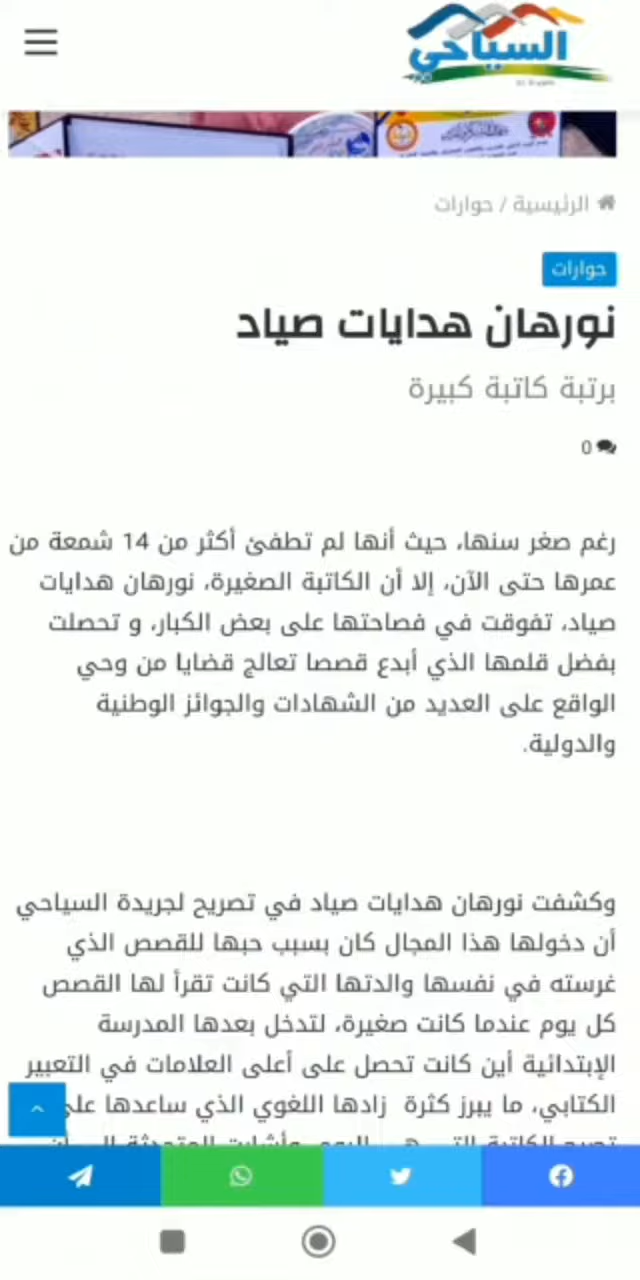 السياحي
الرئيسية / حوارات
حوارات
نورهان هدايات صياد
برتبة كاتبة كبيرة
0
رغم صغر سنها، حيث أنها لم تطفئ أكثر من 14 شمعة من
عمرها حتى الآن، إلا أن الكاتبة الصغيرة، نورهان هدايات
صياد، تفوقت في فصاحتها على بعض الكبار، و تحصلت
بفضل قلمها الذي أبدع قصصا تعالج قضايا من وحي
الواقع على العديد من الشهادات والجوائز الوطنية
والدولية.
وكشفت نورهان هدايات صياد في تصريح لجريدة السياحي
أن دخولها هذا المجال كان بسبب حبها للقصص الذي
غرسته في نفسها والدتها التي كانت تقرأ لها القصص
كل يوم عندما كانت صغيرة، لتدخل بعدها المدرسة
الإبتدائية أين كانت تحصل على أعلى العلامات في التعبير
الكتابي، ما يبرز كثرة زادها اللغوي الذي ساعدها على